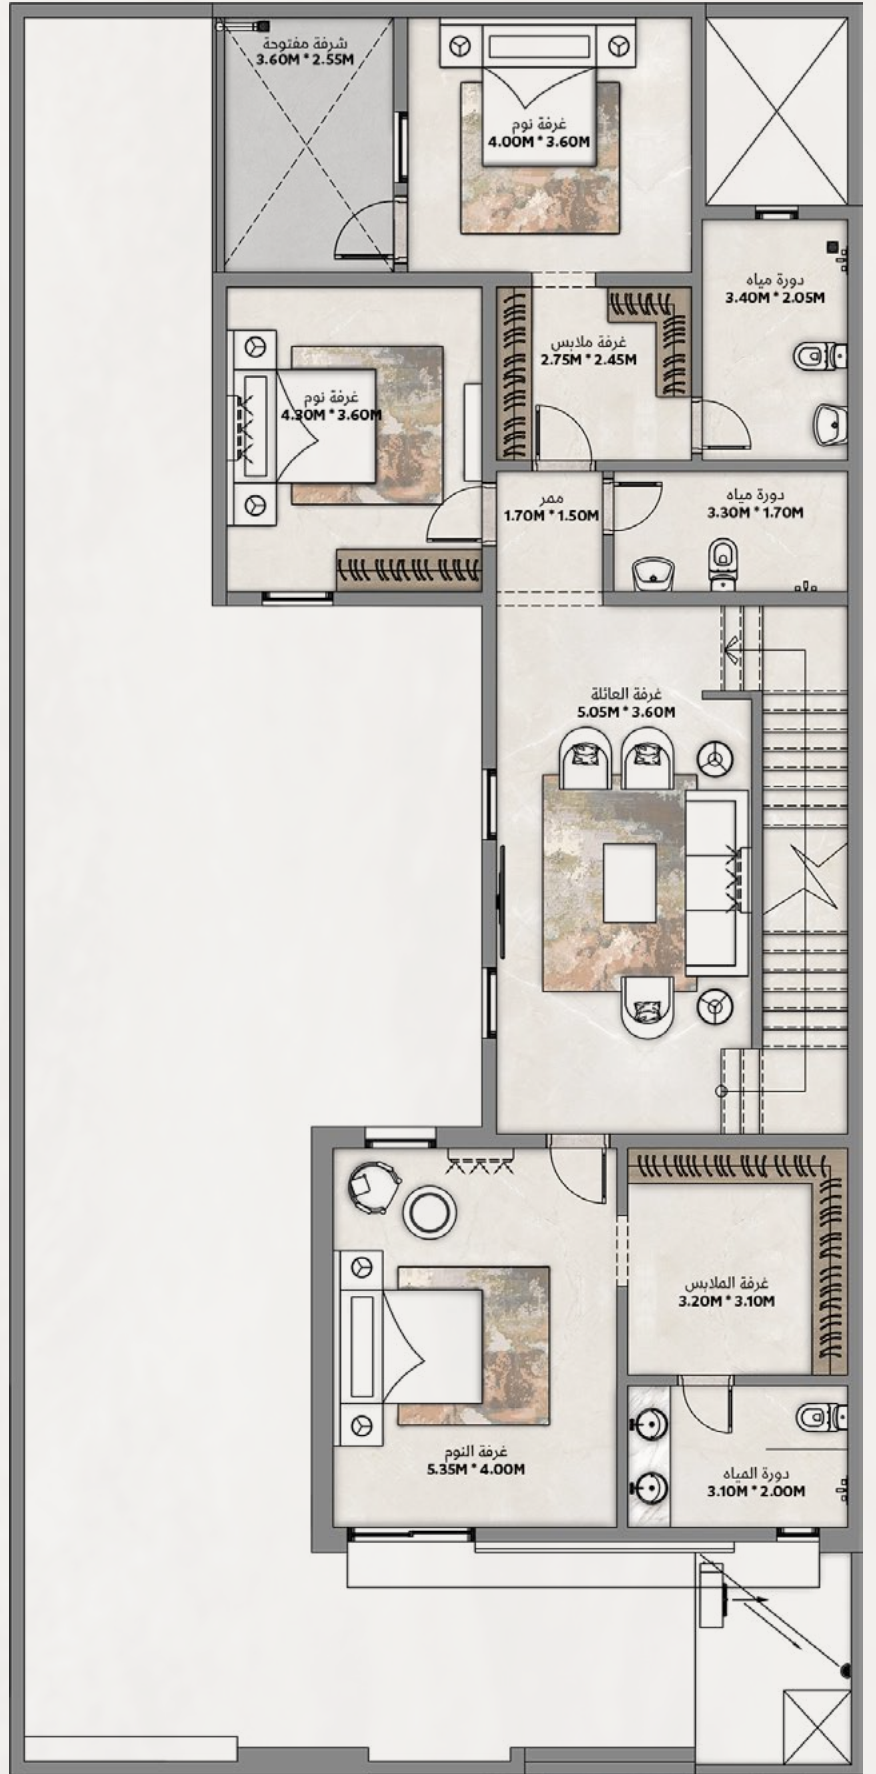 شرفة مفتوحة
3.60M * 2.55M
غرفة نوم
4.00M * 3.60M
دورة مياه
3.40M * 2.05M
غرفة ملابس
2.75M * 2.45M
غرفة نوم
4.30M * 3.60M
ممر
1.70M * 1.50M
دورة مياه
3.30M * 1.70M
غرفة العائلة
5.05M * 3.60M
غرفة الملابس
3.20M * 3.10M
غرفة النوم
5.35M * 4.00M
دورة المياه
3.10M * 2.00M